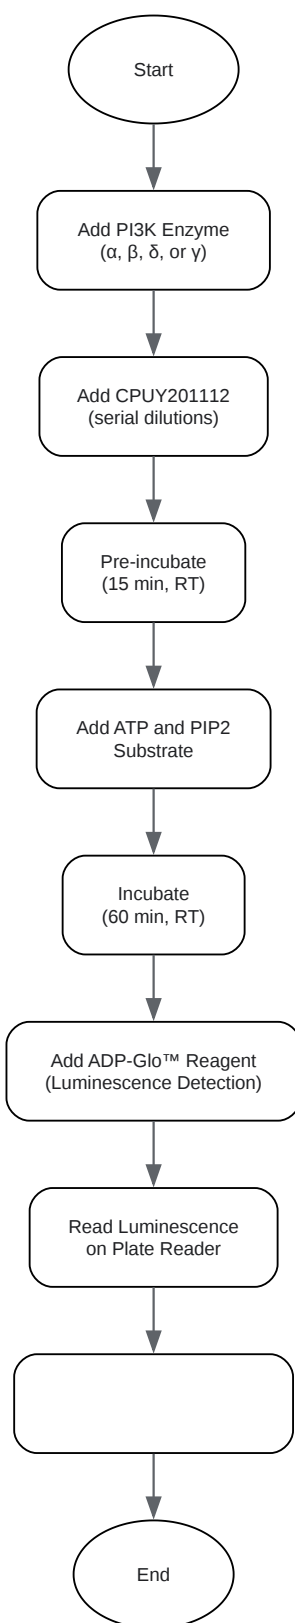 Start
Add PI3K Enzyme
(α, β, δ, or γ)
Add CPUY201112
(serial dilutions)
Pre-incubate
(15 min, RT)
Add ATP and PIP2
Substrate
Incubate
(60 min, RT)
Add ADP-Glo™ Reagent
(Luminescence Detection)
Read Luminescence
on Plate Reader
End